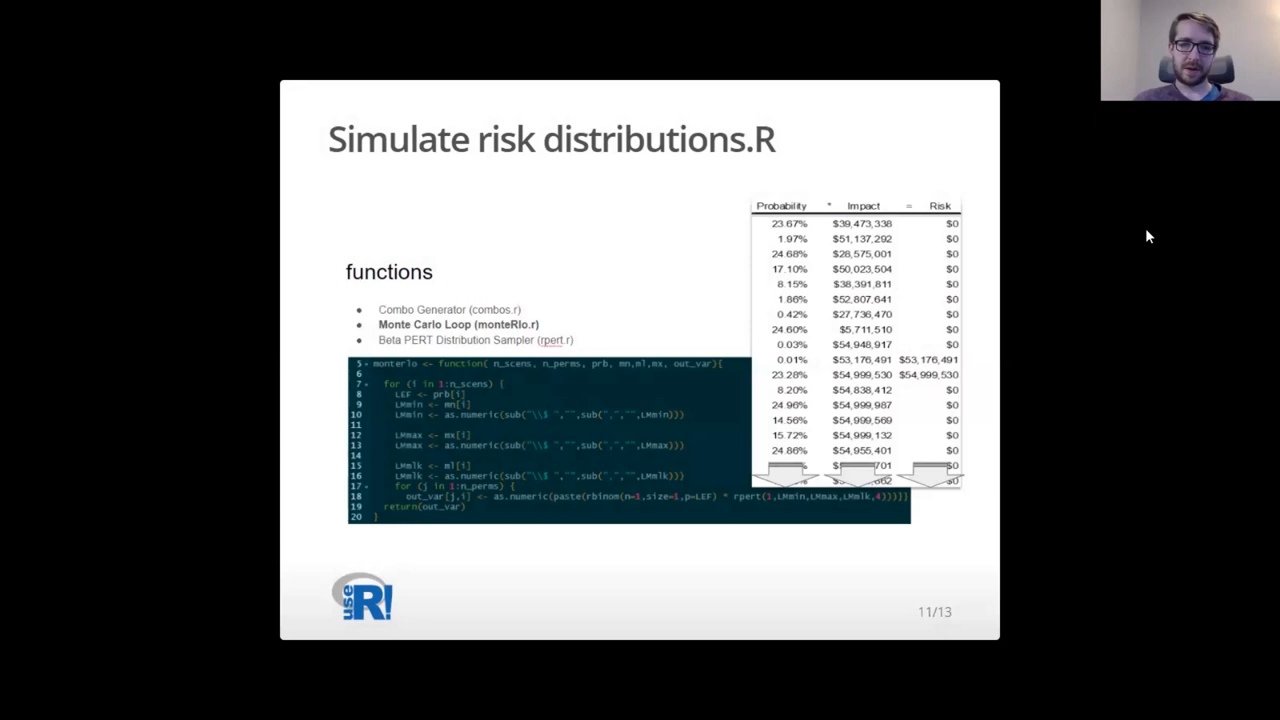 Simulate risk distributions.R
functions
• Combo Generator (combos.r)
• Monte Carlo Loop (monteRlo.r)
• Beta PERT Distribution Sampler (rpert.r)
5 monterlo <- function( n_scens, n_perms, prb, mn,ml,mx, out_var){
6
7 for (i in 1:n_scens) {
8 LEF <- prb[i]
9 LMmin <- mn[i]
10 LMmin <- as.numeric(sub("\\$ ","",sub(",","",LMmin)))
11
12 LMmax <- mx[i]
13 LMmax <- as.numeric(sub("\\$ ","",sub(",","",LMmax)))
14
15 LMmlk <- ml[i]
16 LMmlk <- as.numeric(sub("\\$ ","",sub(",","",LMmlk)))
17 for (j in 1:n_perms) {
18 out_var[j,i] <- as.numeric(paste(rbinom(n=1,size=1,p=LEF) * rpert(1,LMmin,LMmax,LMmlk,4)))}}
19 return(out_var)
20 }
Probability * Impact = Risk
23.67% $39,473,338 $0
1.97% $51,137,292 $0
24.68% $28,575,001 $0
17.10% $50,023,504 $0
8.15% $38,391,811 $0
1.86% $52,807,641 $0
0.42% $27,736,470 $0
24.60% $5,711,510 $0
0.03% $54,948,917 $0
0.01% $53,176,491 $53,176,491
23.28% $54,999,530 $54,999,530
8.20% $54,838,412 $0
24.96% $54,999,987 $0
14.56% $54,999,569 $0
15.72% $54,999,132 $0
24.86% $54,955,401 $0
701 $0
$0
use R!
11/13